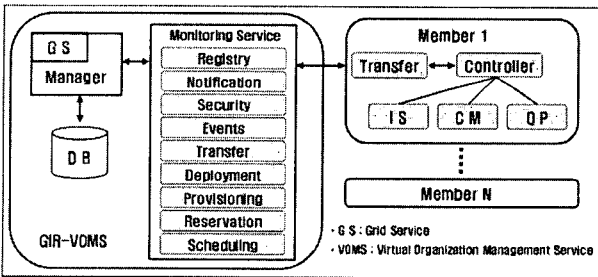 G S
Manager
D B
GIR-VOMS
Monitoring Service
Registry
Notification
Security
Events
Transfer
Deployment
Provisioning
Reservation
Scheduling
Member 1
Transfer
Controller
I S
C M
Q P
Member N
· G S : Grid Service
· VOMS : Virtual Organization Management Service